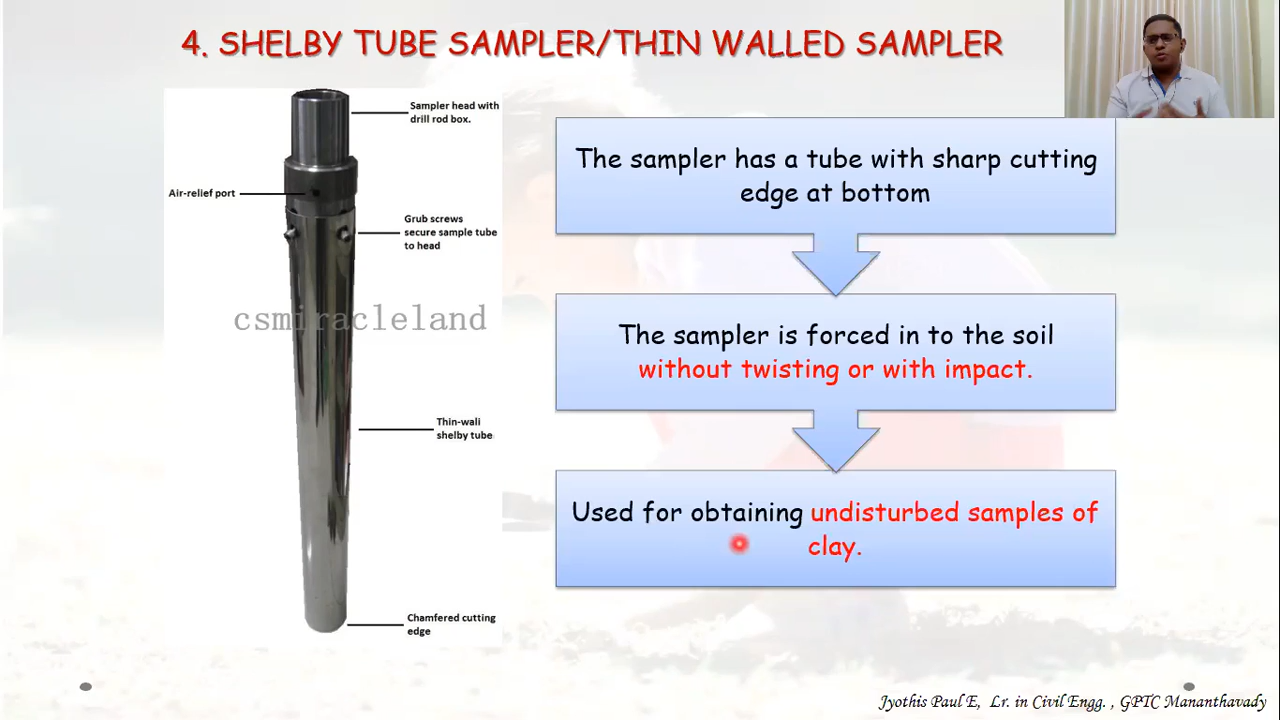 4. SHELBY TUBE SAMPLER/THIN WALLED SAMPLER
Sampler head with
drill rod box.
Air-relief port
Grub screws
secure sample tube
to head
csmiracleland
Thin-wali
shelby tube
Chamfered cutting
edge
The sampler has a tube with sharp cutting
edge at bottom
The sampler is forced in to the soil
without twisting or with impact.
Used for obtaining undisturbed samples of
clay.
Jyothis Paul E, Lr. in Civil Engg. , GPTC Mananthavady